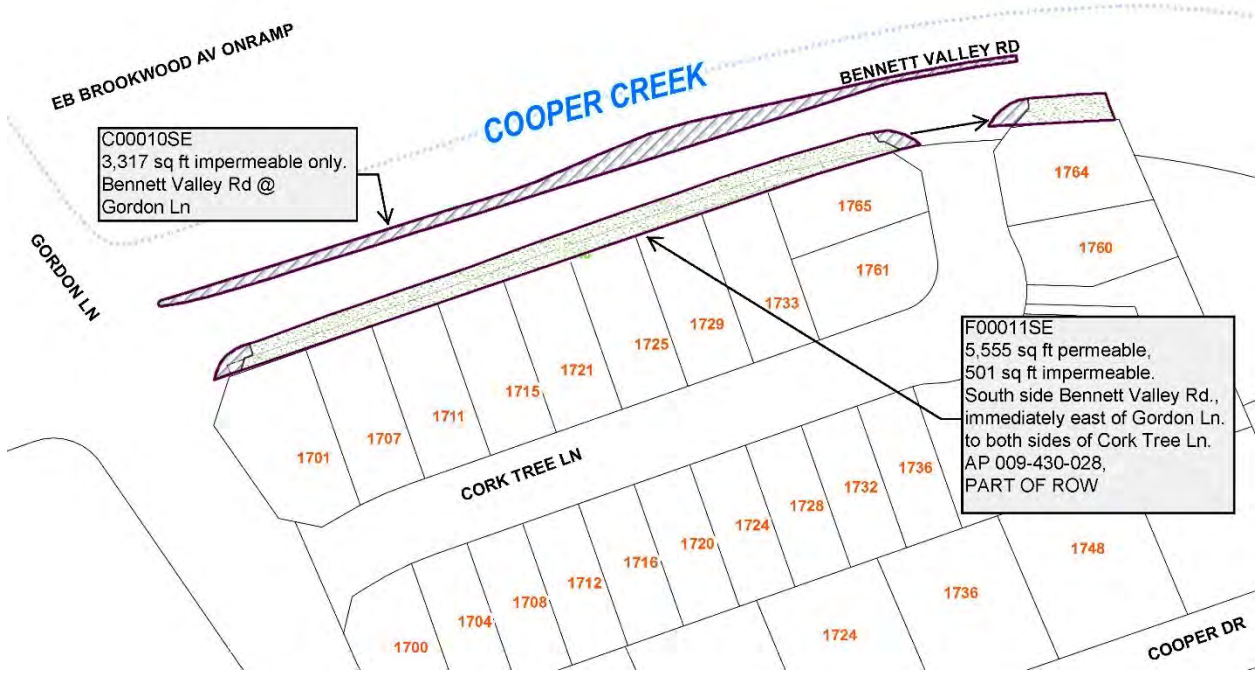 EB BROOKWOOD AV ONRAMP
COOPER CREEK
BENNETT VALLEY RD
C00010SE
3,317 sq ft impermeable only.
Bennett Valley Rd @
Gordon Ln
GORDON LN
1764
1765
1760
1761
1733
1729
1725
1721
1715
1711
1707
1701
F00011SE
5,555 sq ft permeable,
501 sq ft impermeable.
South side Bennett Valley Rd.,
immediately east of Gordon Ln.
to both sides of Cork Tree Ln.
AP 009-430-028,
PART OF ROW
CORK TREE LN
1736
1732
1728
1724
1720
1716
1712
1708
1704
1700
1748
1736
1724
COOPER DR